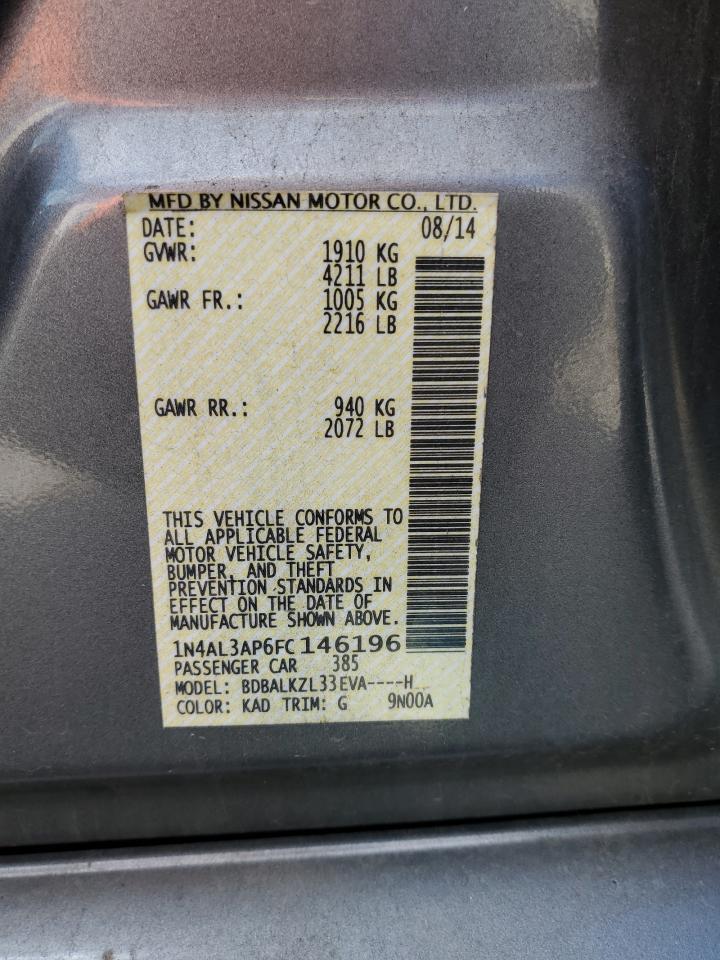 MFD BY NISSAN MOTOR CO., LTD.
DATE: 08/14
GVWR: 1910 KG
4211 LB
GAWR FR.: 1005 KG
2216 LB
GAWR RR.: 940 KG
2072 LB
THIS VEHICLE CONFORMS TO
ALL APPLICABLE FEDERAL
MOTOR VEHICLE SAFETY,
BUMPER, AND THEFT
PREVENTION STANDARDS IN
EFFECT ON THE DATE OF
MANUFACTURE SHOWN ABOVE.
1N4AL3AP6FC146196
PASSENGER CAR 385
MODEL: BDBALKZL33EVA----H
COLOR: KAD TRIM: G 9N00A